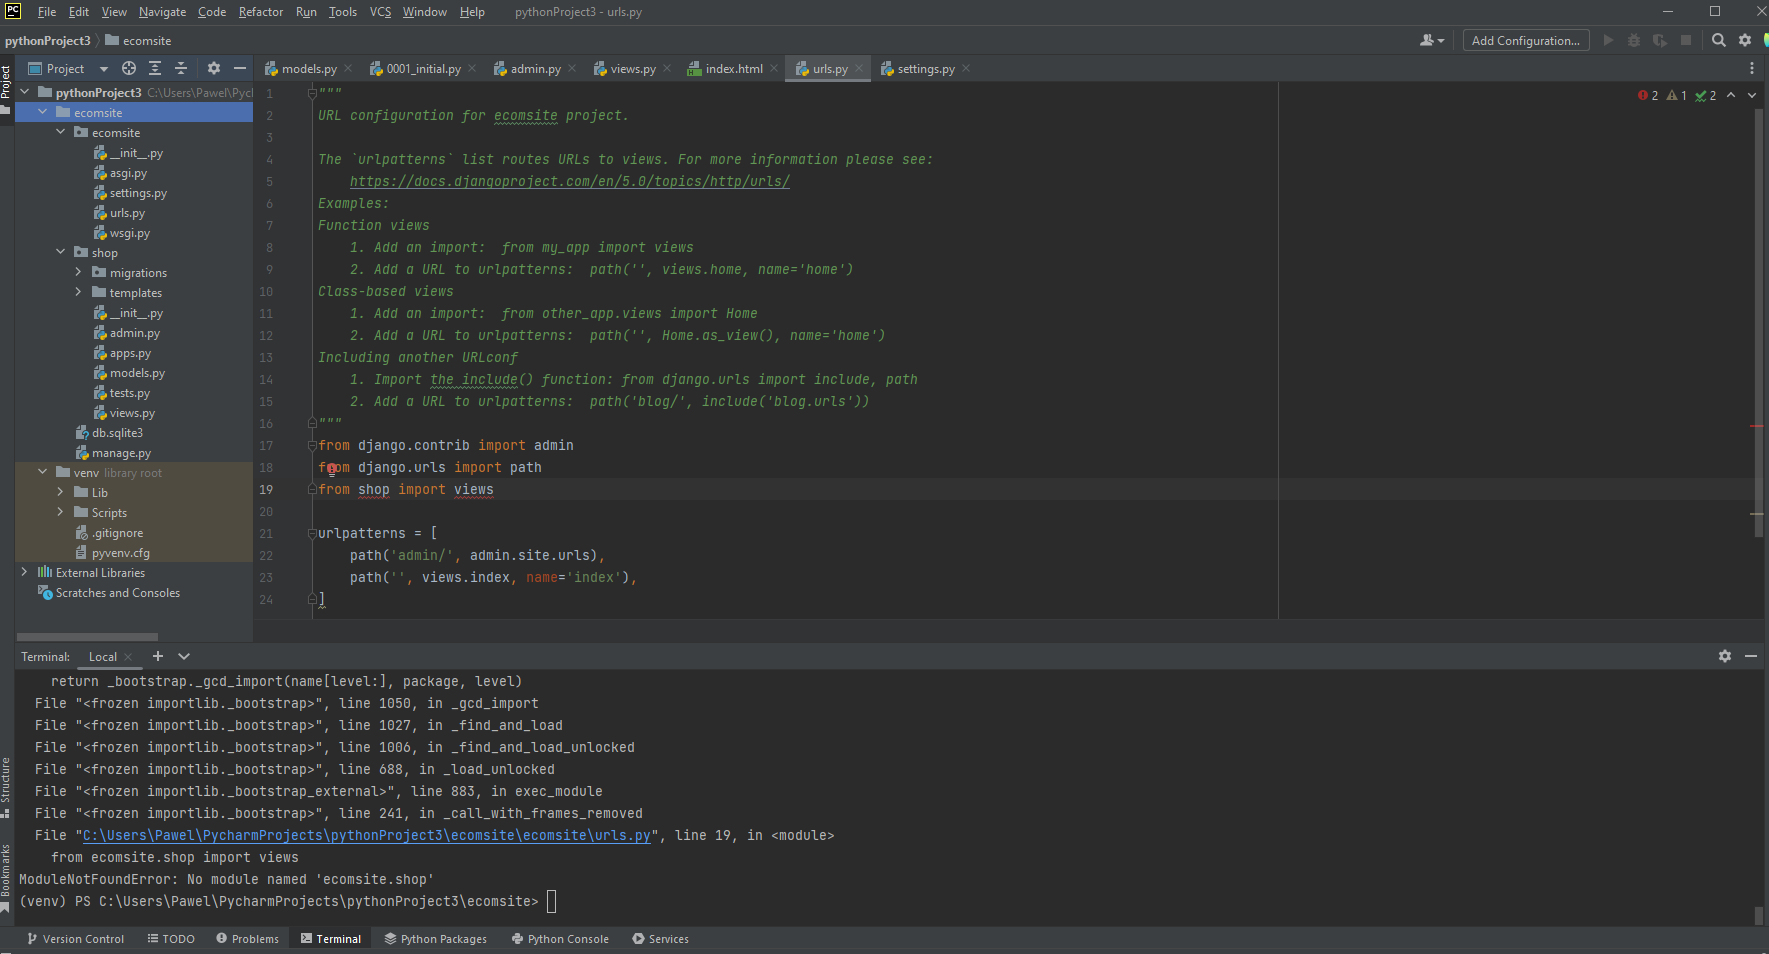 PC File Edit View Navigate Code Refactor Run Tools VCS Window Help pythonProject3 - urls.py
pythonProject3 ecomsite Add Configuration...
Project models.py 0001_initial.py admin.py views.py index.html urls.py settings.py
Project
pythonProject3 C:\Users\Pawel\Pycl
ecomsite
ecomsite
__init__.py
asgi.py
settings.py
urls.py
wsgi.py
shop
migrations
templates
__init__.py
admin.py
apps.py
models.py
tests.py
views.py
db.sqlite3
manage.py
venv library root
Lib
Scripts
.gitignore
pyvenv.cfg
External Libraries
Scratches and Consoles
2 1 2
1 """
2 URL configuration for ecomsite project.
3
4 The `urlpatterns` list routes URLs to views. For more information please see:
5 https://docs.djangoproject.com/en/5.0/topics/http/urls/
6 Examples:
7 Function views
8 1. Add an import:  from my_app import views
9 2. Add a URL to urlpatterns:  path('', views.home, name='home')
10 Class-based views
11 1. Add an import:  from other_app.views import Home
12 2. Add a URL to urlpatterns:  path('', Home.as_view(), name='home')
13 Including another URLconf
14 1. Import the include() function: from django.urls import include, path
15 2. Add a URL to urlpatterns:  path('blog/', include('blog.urls'))
16 """
17 from django.contrib import admin
18 from django.urls import path
19 from shop import views
20
21 urlpatterns = [
22 path('admin/', admin.site.urls),
23 path('', views.index, name='index'),
24 ]
Terminal: Local
return _bootstrap._gcd_import(name[level:], package, level)
File "<frozen importlib._bootstrap>", line 1050, in _gcd_import
File "<frozen importlib._bootstrap>", line 1027, in _find_and_load
File "<frozen importlib._bootstrap>", line 1006, in _find_and_load_unlocked
File "<frozen importlib._bootstrap>", line 688, in _load_unlocked
File "<frozen importlib._bootstrap_external>", line 883, in exec_module
File "<frozen importlib._bootstrap>", line 241, in _call_with_frames_removed
File "C:\Users\Pawel\PycharmProjects\pythonProject3\ecomsite\ecomsite\urls.py", line 19, in <module>
from ecomsite.shop import views
ModuleNotFoundError: No module named 'ecomsite.shop'
(venv) PS C:\Users\Pawel\PycharmProjects\pythonProject3\ecomsite>
Structure
Bookmarks
Version Control TODO Problems Terminal Python Packages Python Console Services